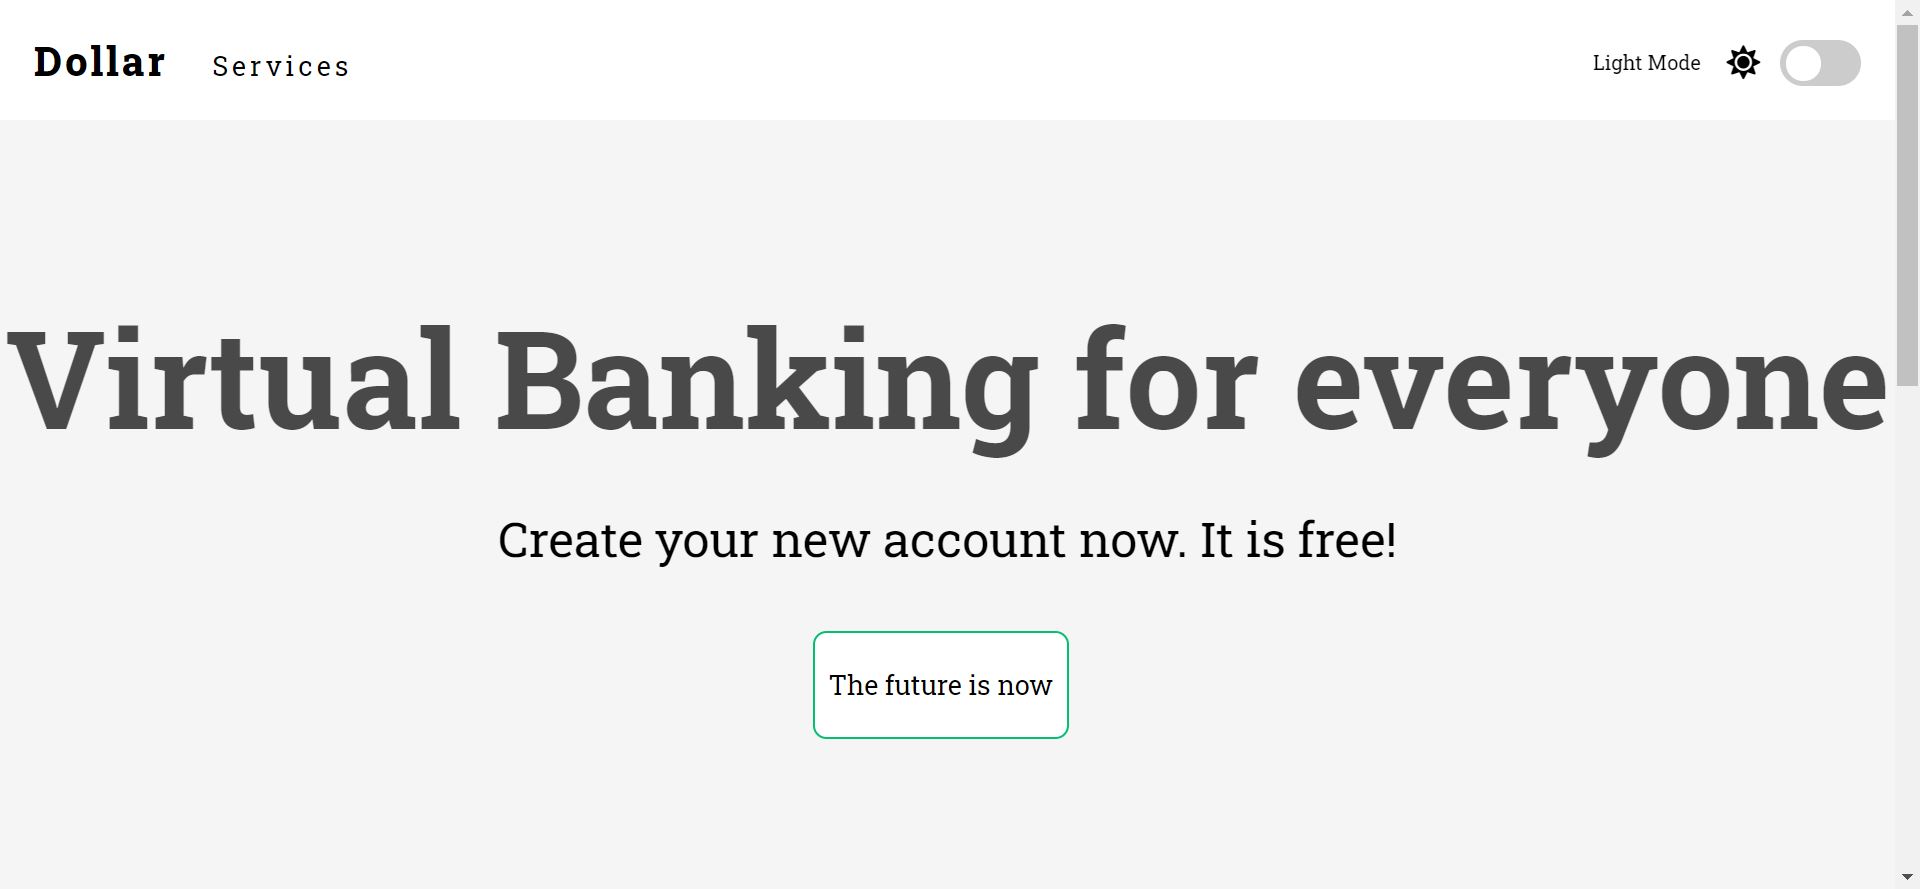 Dollar Services Light Mode
Virtual Banking for everyone
Create your new account now. It is free!
The future is now